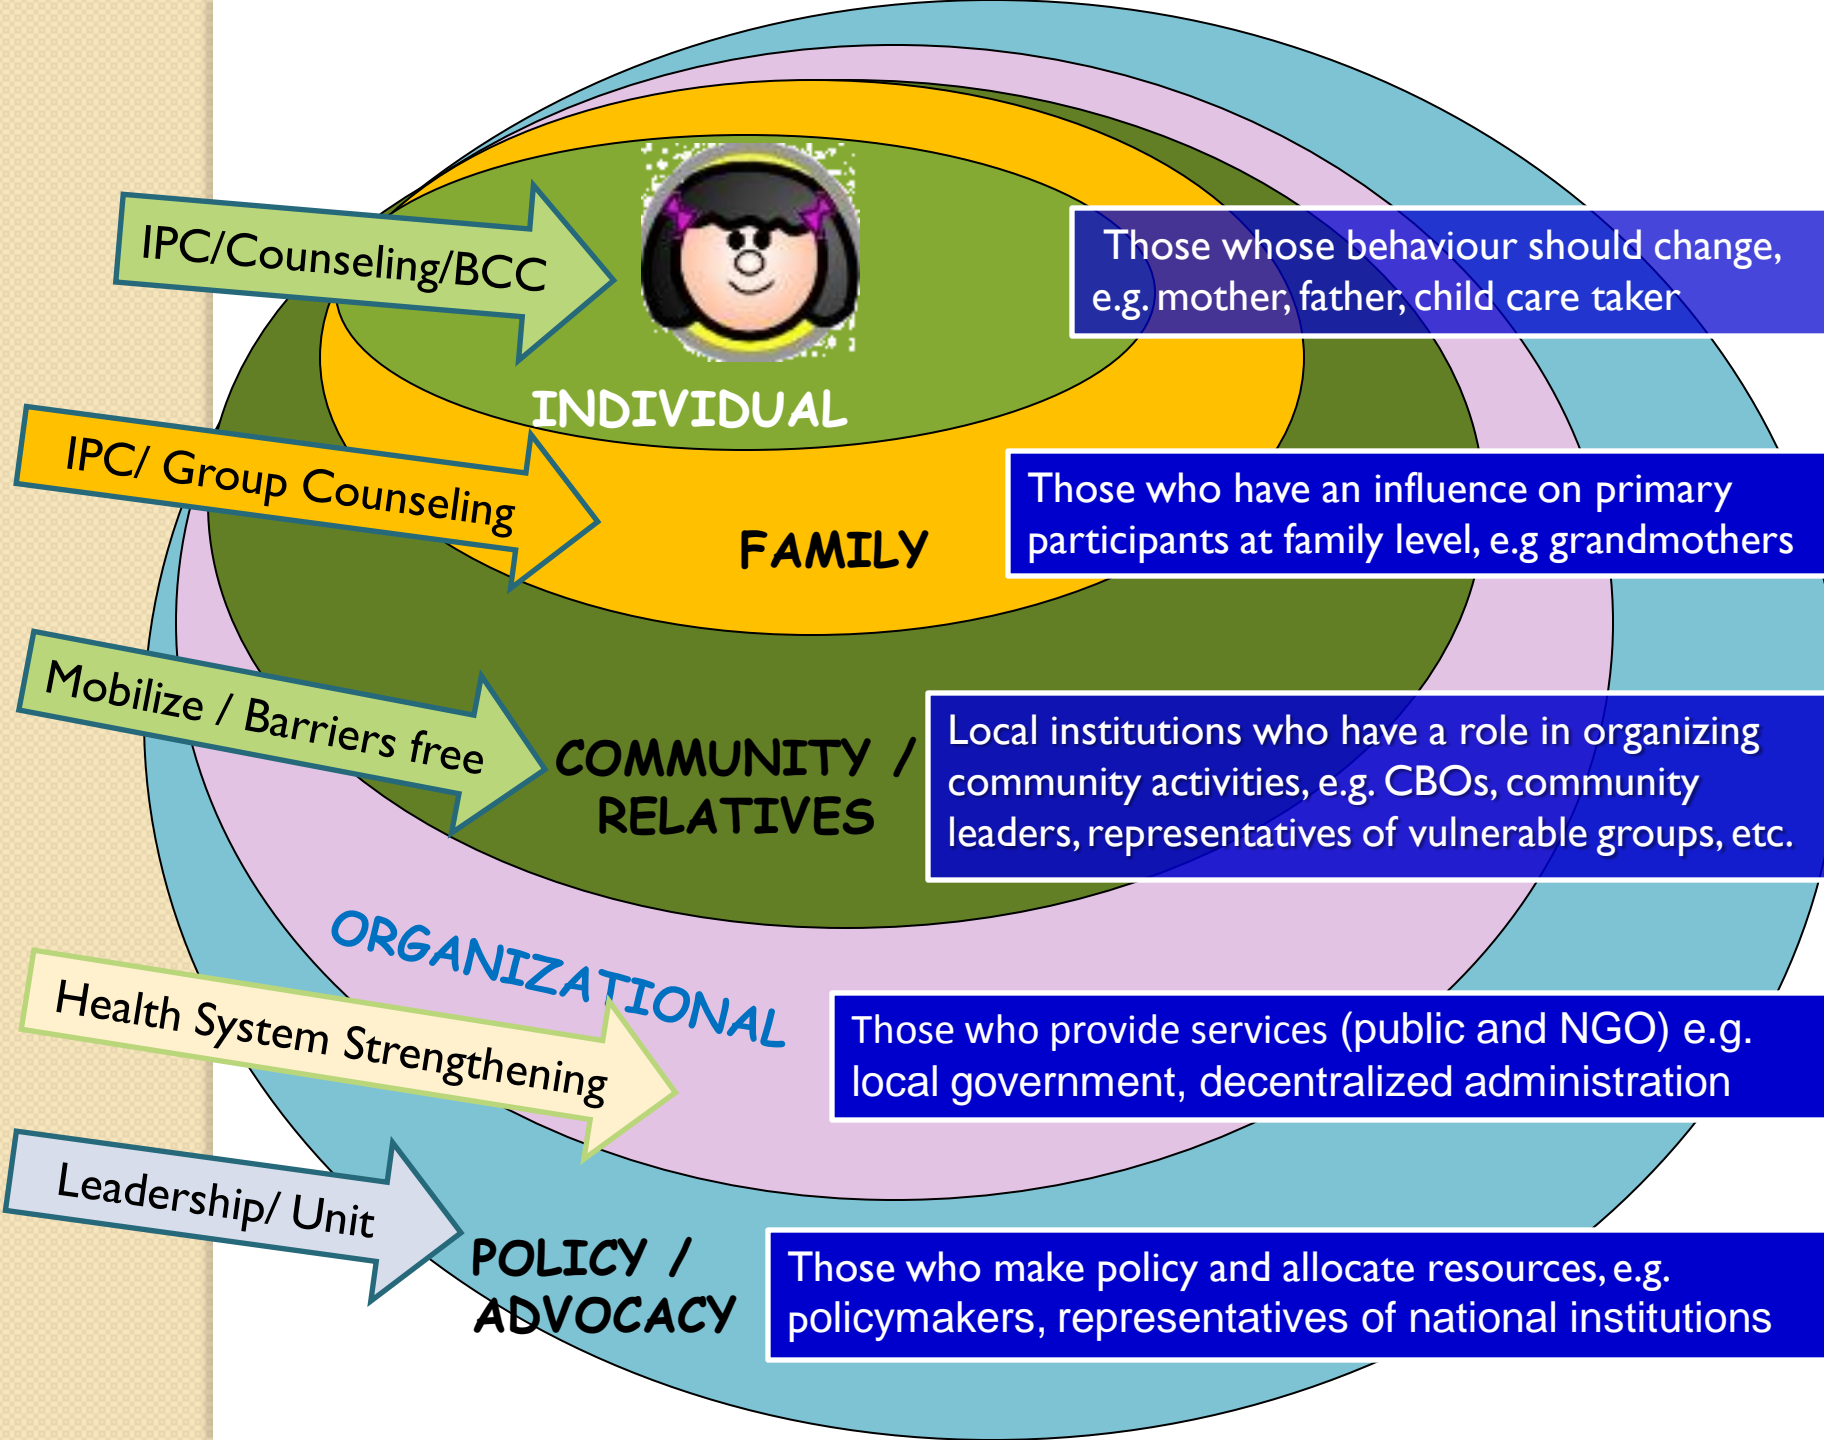 IPC/Counseling/BCC
Those whose behaviour should change,
e.g. mother, father, child care taker
INDIVIDUAL
IPC/ Group Counseling
FAMILY
Those who have an influence on primary
participants at family level, e.g grandmothers
Mobilize / Barriers free
COMMUNITY /
RELATIVES
Local institutions who have a role in organizing
community activities, e.g. CBOs, community
leaders, representatives of vulnerable groups, etc.
ORGANIZATIONAL
Health System Strengthening
Those who provide services (public and NGO) e.g.
local government, decentralized administration
Leadership/ Unit
POLICY /
ADVOCACY
Those who make policy and allocate resources, e.g.
policymakers, representatives of national institutions